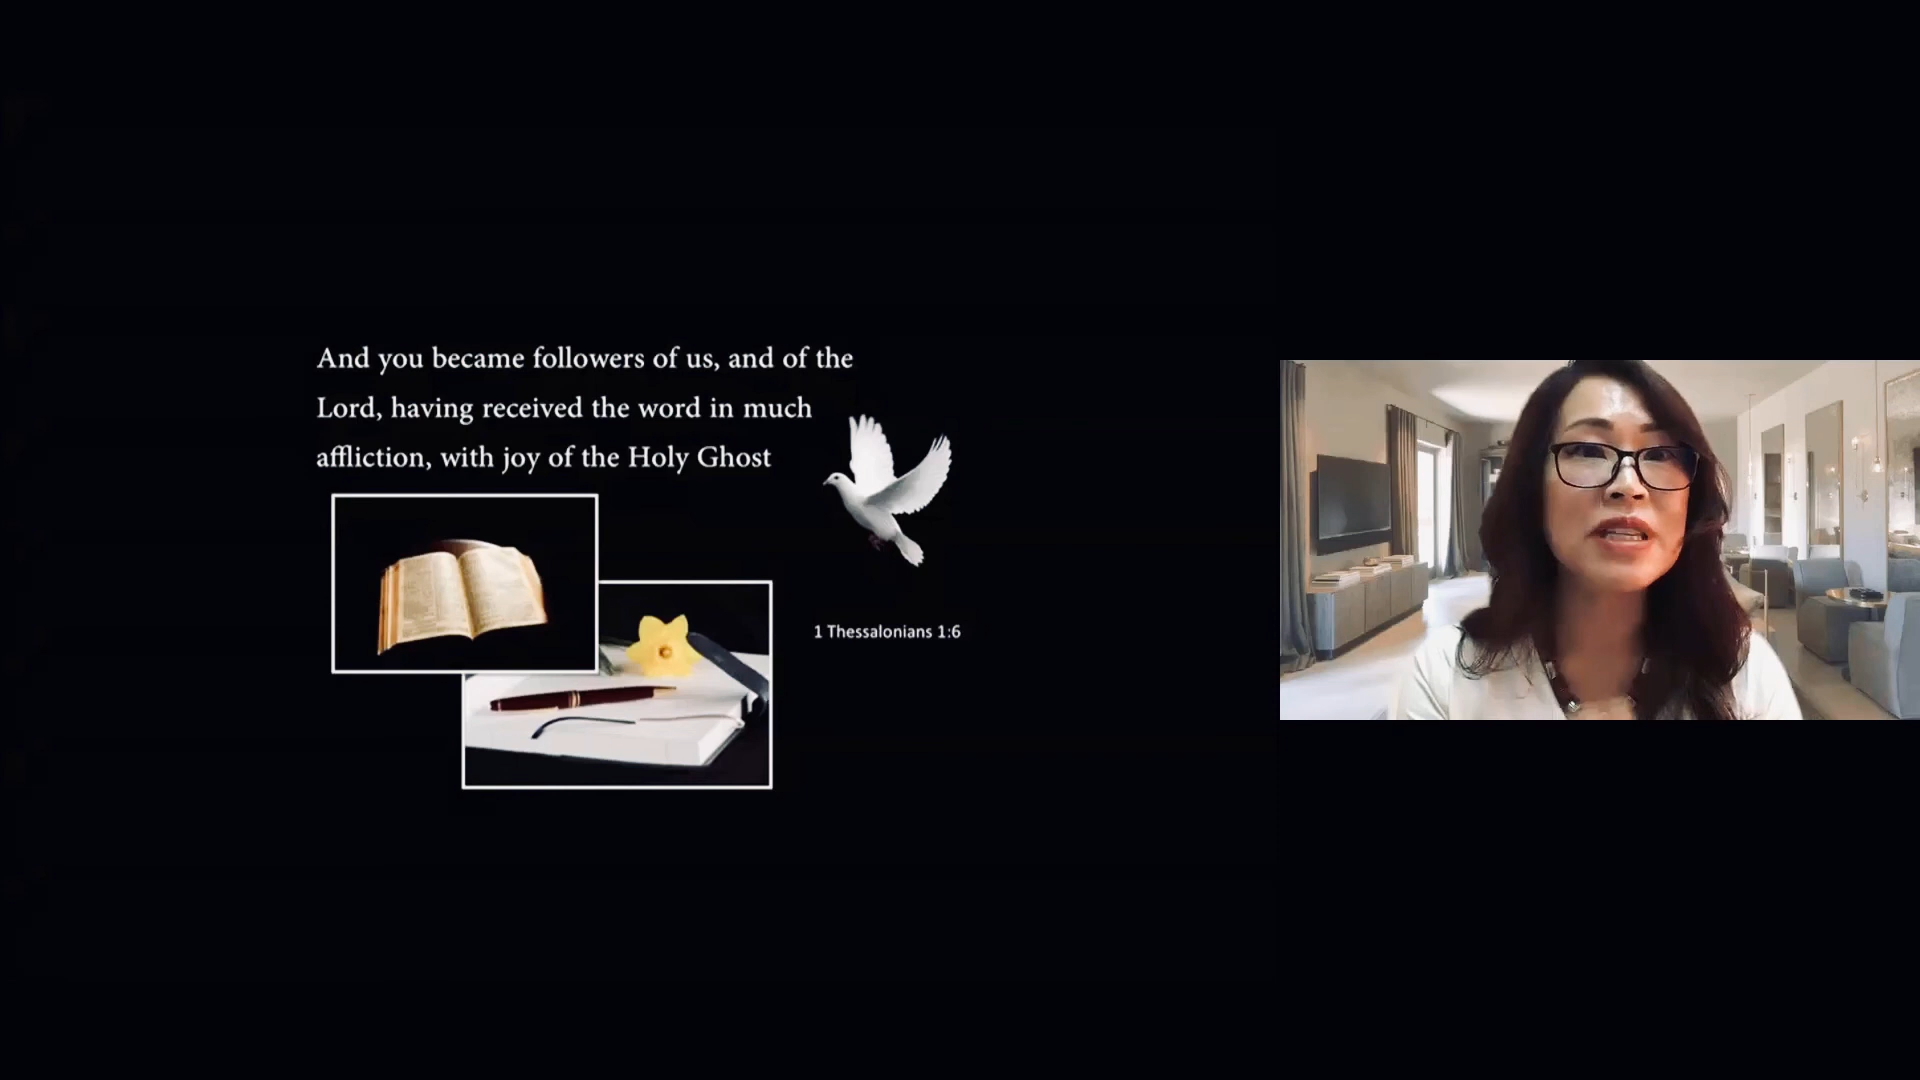 And you became followers of us, and of the
Lord, having received the word in much
affliction, with joy of the Holy Ghost
1 Thessalonians 1:6